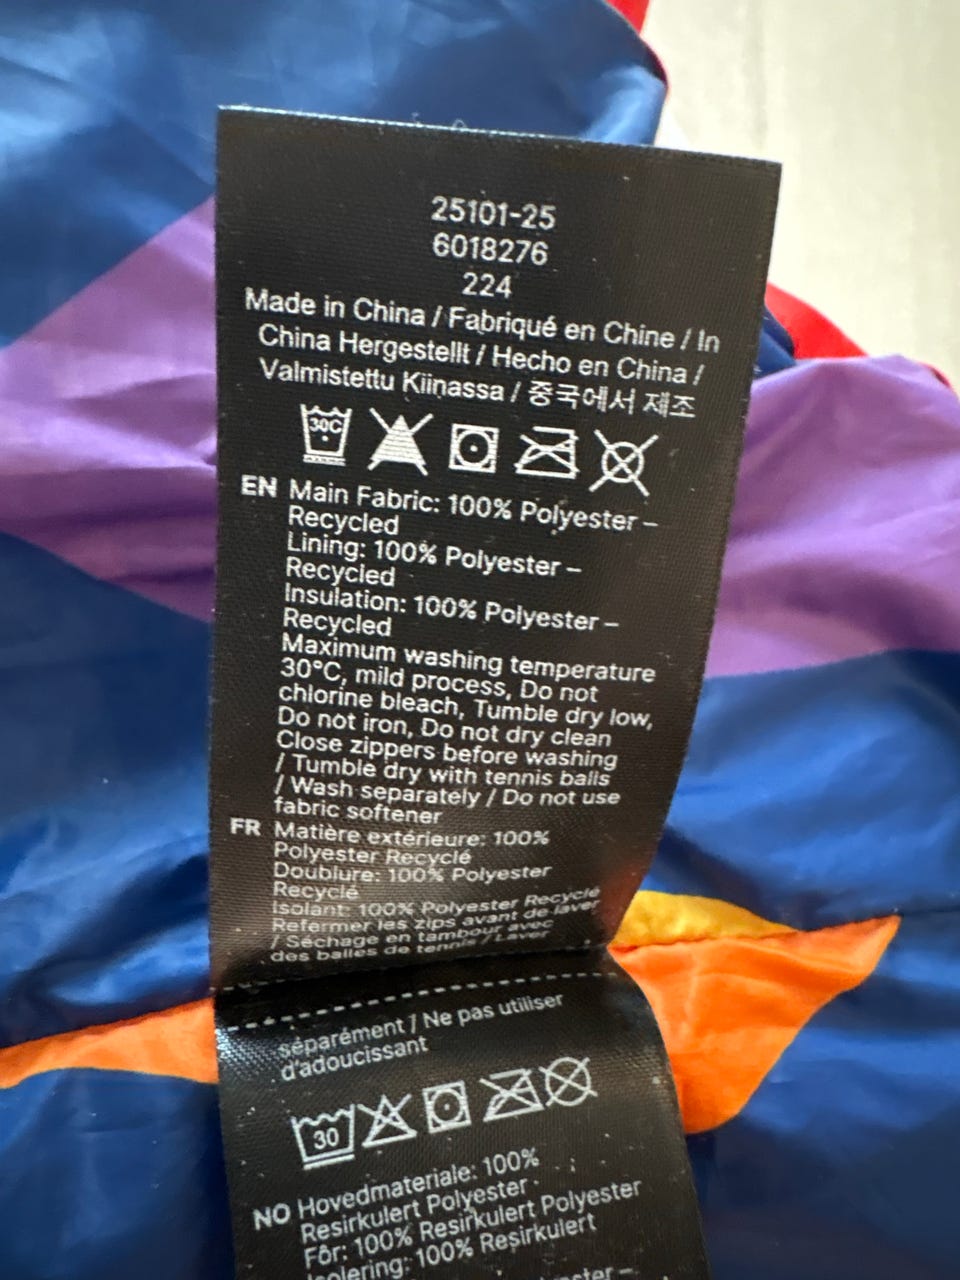 25101-25
6018276
224
Made in China / Fabriqué en Chine / In
China Hergestellt / Hecho en China /
Valmistettu Kiinassa / 중국에서 제조
30C
EN Main Fabric: 100% Polyester –
Recycled
Lining: 100% Polyester –
Recycled
Insulation: 100% Polyester –
Recycled
Maximum washing temperature
30°C, mild process, Do not
chlorine bleach, Tumble dry low,
Do not iron, Do not dry clean
Close zippers before washing
/ Tumble dry with tennis balls
/ Wash separately / Do not use
fabric softener
FR Matière extérieure: 100%
Polyester Recyclé
Doublure: 100% Polyester
Recyclé
Isolant: 100% Polyester Recyclé
Refermer les zips avant de laver
/ Séchage en tambour avec
des balles de tennis / Laver
séparément / Ne pas utiliser
d'adoucissant
30
NO Hovedmateriale: 100%
Resirkulert Polyester
Fôr: 100% Resirkulert Polyester
Isolering: 100% Resirkulert